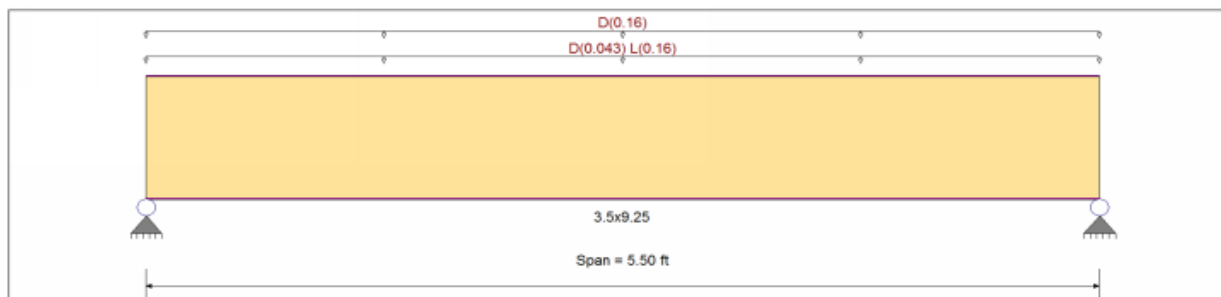 D(0.16)
D(0.043) L(0.16)
3.5x9.25
Span = 5.50 ft